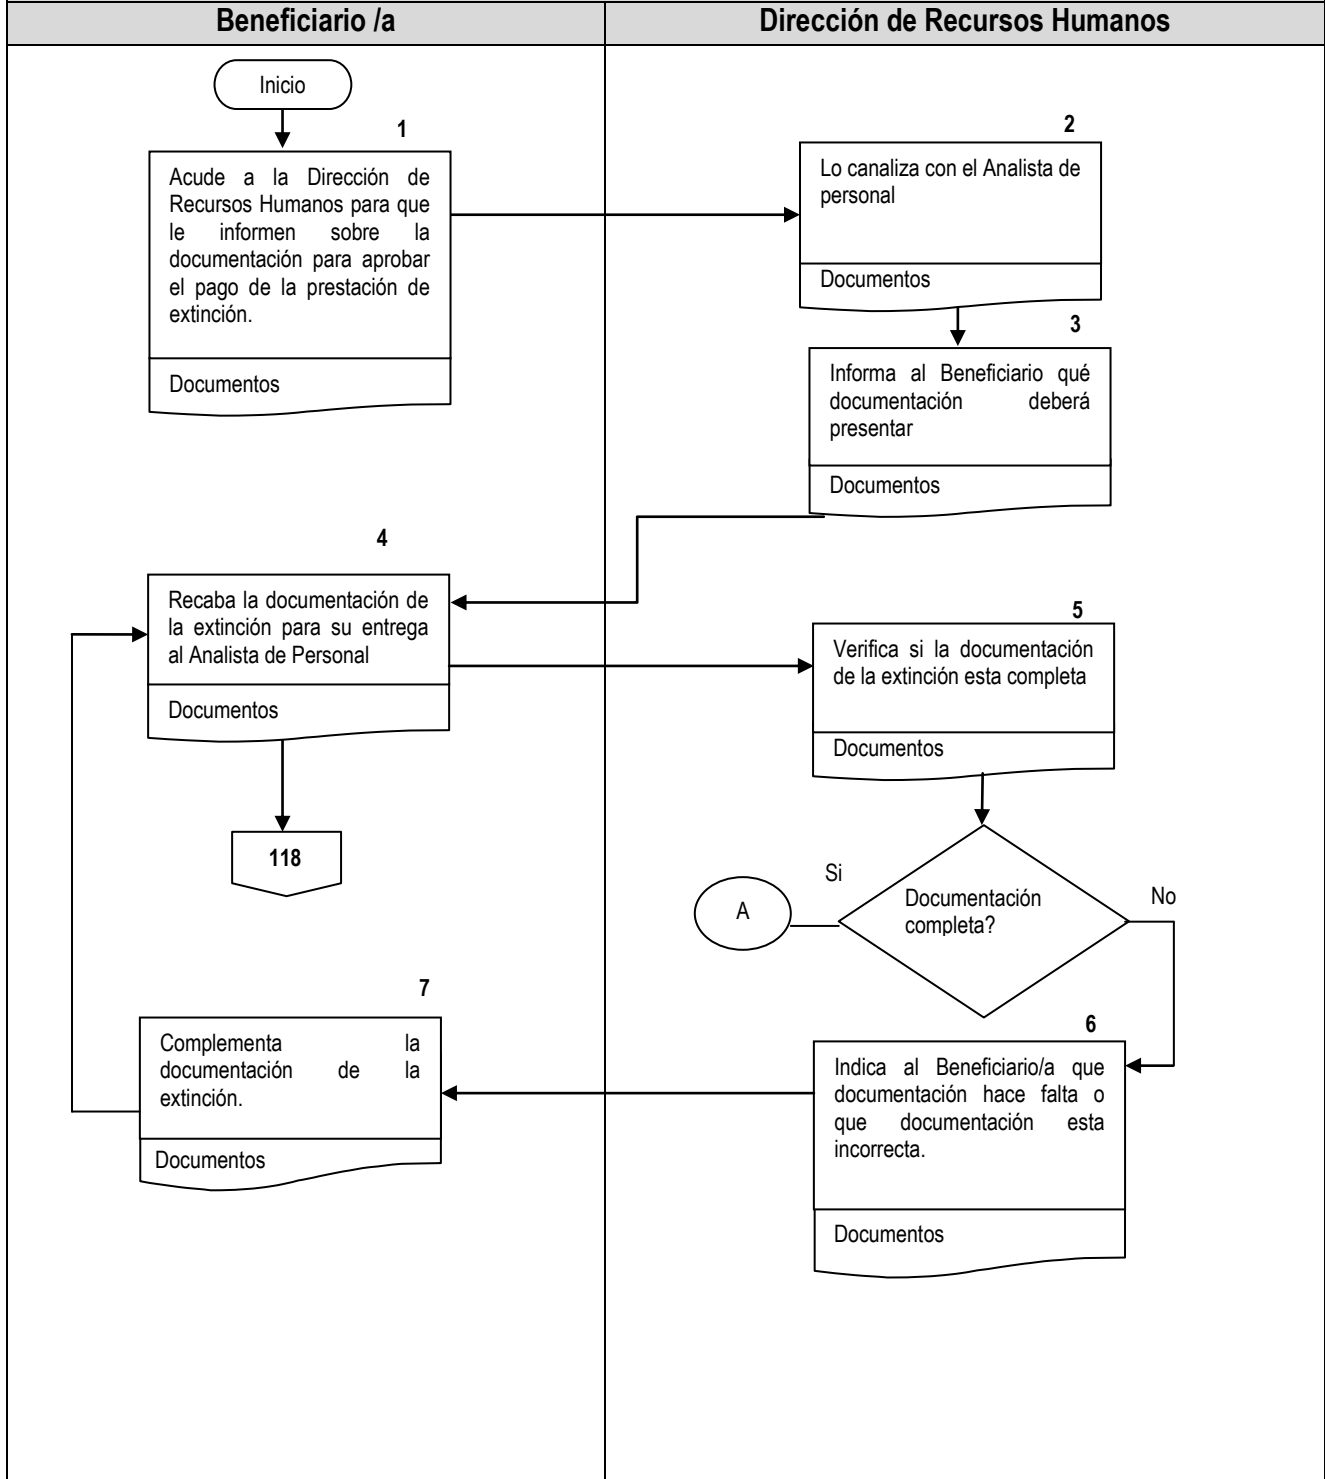 Beneficiario /a
Dirección de Recursos Humanos
Inicio
1
Acude a la Dirección de
Recursos Humanos para que
le informen sobre la
documentación para aprobar
el pago de la prestación de
extinción.
Documentos
2
Lo canaliza con el Analista de
personal
Documentos
3
Informa al Beneficiario qué
documentación deberá
presentar
Documentos
4
Recaba la documentación de
la extinción para su entrega
al Analista de Personal
Documentos
118
5
Verifica si la documentación
de la extinción esta completa
Documentos
Si
A
Documentación
completa?
No
6
Indica al Beneficiario/a que
documentación hace falta o
que documentación esta
incorrecta.
Documentos
7
Complementa la
documentación de la
extinción.
Documentos